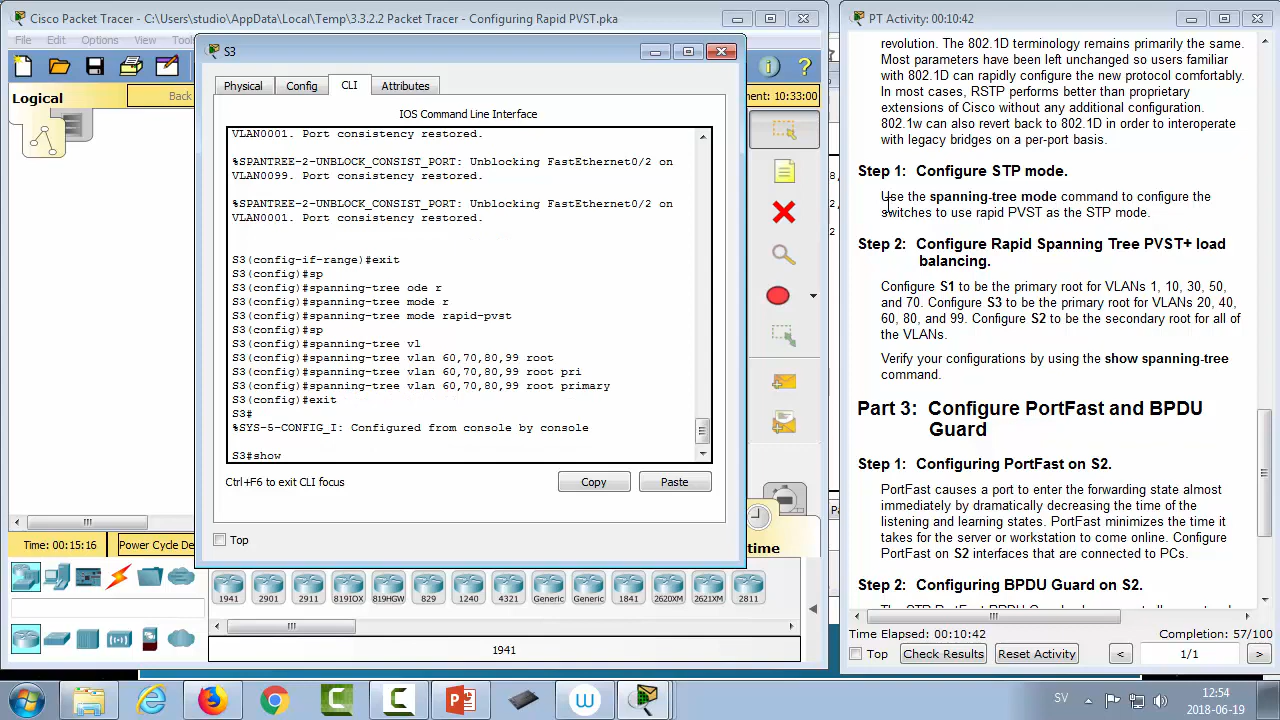 Cisco Packet Tracer - C:\Users\studio\AppData\Local\Temp\3.3.2.2 Packet Tracer - Configuring Rapid PVST.pka
File Edit Options View Tools
Logical
Back
ment: 10:33:00
S3
Physical Config CLI Attributes
IOS Command Line Interface
VLAN0001. Port consistency restored.
%SPANTREE-2-UNBLOCK_CONSIST_PORT: Unblocking FastEthernet0/2 on
VLAN0099. Port consistency restored.
%SPANTREE-2-UNBLOCK_CONSIST_PORT: Unblocking FastEthernet0/2 on
VLAN0001. Port consistency restored.
S3(config-if-range)#exit
S3(config)#sp
S3(config)#spanning-tree ode r
S3(config)#spanning-tree mode r
S3(config)#spanning-tree mode rapid-pvst
S3(config)#sp
S3(config)#spanning-tree vl
S3(config)#spanning-tree vlan 60,70,80,99 root
S3(config)#spanning-tree vlan 60,70,80,99 root pri
S3(config)#spanning-tree vlan 60,70,80,99 root primary
S3(config)#exit
S3#
%SYS-5-CONFIG_I: Configured from console by console
S3#show
Ctrl+F6 to exit CLI focus
Copy Paste
Top
Time: 00:15:16 Power Cycle De
time
1941 2901 2911 819IOX 819HGW 829 1240 4321 Generic Generic 1841 2620XM 2621XM 2811
1941
PT Activity: 00:10:42
revolution. The 802.1D terminology remains primarily the same.
Most parameters have been left unchanged so users familiar
with 802.1D can rapidly configure the new protocol comfortably.
In most cases, RSTP performs better than proprietary
extensions of Cisco without any additional configuration.
802.1w can also revert back to 802.1D in order to interoperate
with legacy bridges on a per-port basis.
Step 1: Configure STP mode.
Use the spanning-tree mode command to configure the
switches to use rapid PVST as the STP mode.
Step 2: Configure Rapid Spanning Tree PVST+ load
balancing.
Configure S1 to be the primary root for VLANs 1, 10, 30, 50,
and 70. Configure S3 to be the primary root for VLANs 20, 40,
60, 80, and 99. Configure S2 to be the secondary root for all of
the VLANs.
Verify your configurations by using the show spanning-tree
command.
Part 3: Configure PortFast and BPDU
Guard
Step 1: Configuring PortFast on S2.
PortFast causes a port to enter the forwarding state almost
immediately by dramatically decreasing the time of the
listening and learning states. PortFast minimizes the time it
takes for the server or workstation to come online. Configure
PortFast on S2 interfaces that are connected to PCs.
Step 2: Configuring BPDU Guard on S2.
Time Elapsed: 00:10:42 Completion: 57/100
Top Check Results Reset Activity < 1/1 >
SV 12:54
2018-06-19